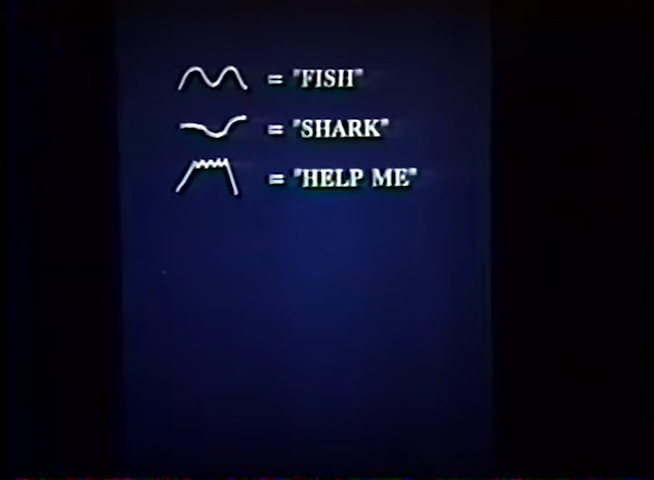 = "FISH"
= "SHARK"
= "HELP ME"